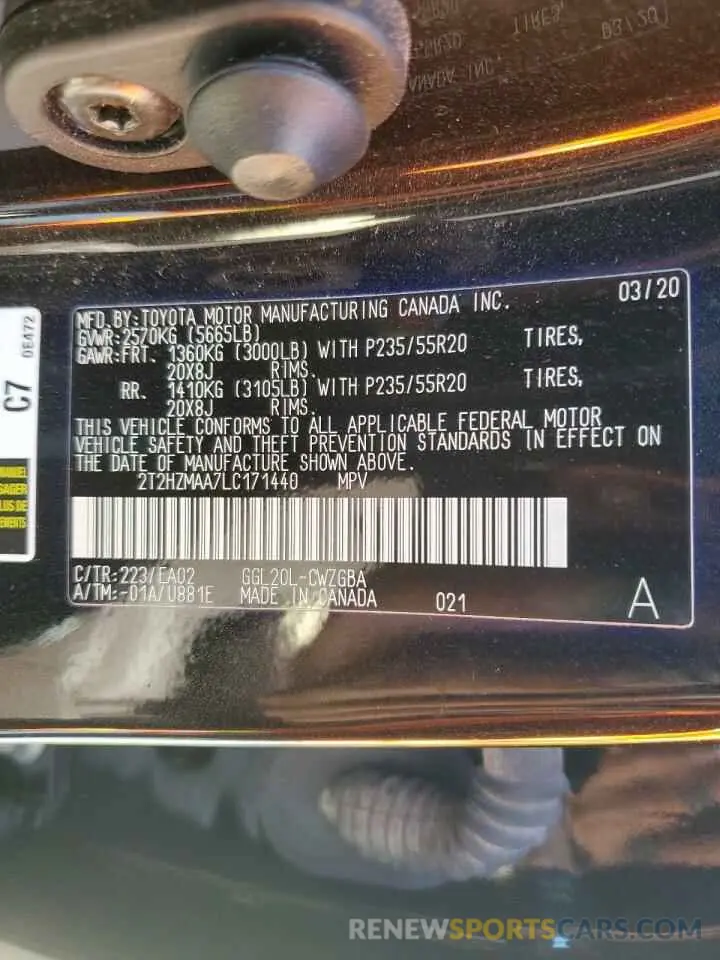 MFD. BY: TOYOTA MOTOR MANUFACTURING CANADA INC. 03/20
GVWR: 2570KG (5665LB)
GAWR: FRT. 1360KG (3000LB) WITH P235/55R20 TIRES,
20X8J RIMS.
RR. 1410KG (3105LB) WITH P235/55R20 TIRES,
20X8J RIMS.
THIS VEHICLE CONFORMS TO ALL APPLICABLE FEDERAL MOTOR
VEHICLE SAFETY AND THEFT PREVENTION STANDARDS IN EFFECT ON
THE DATE OF MANUFACTURE SHOWN ABOVE.
2T2HZMAA7LC171440 MPV
C/TR: 223/EA02 GGL20L-CWZGBA
A/TM: -01A/U881E MADE IN CANADA 021 A
C7
0E472
RENEWSPORTSCARS.COM